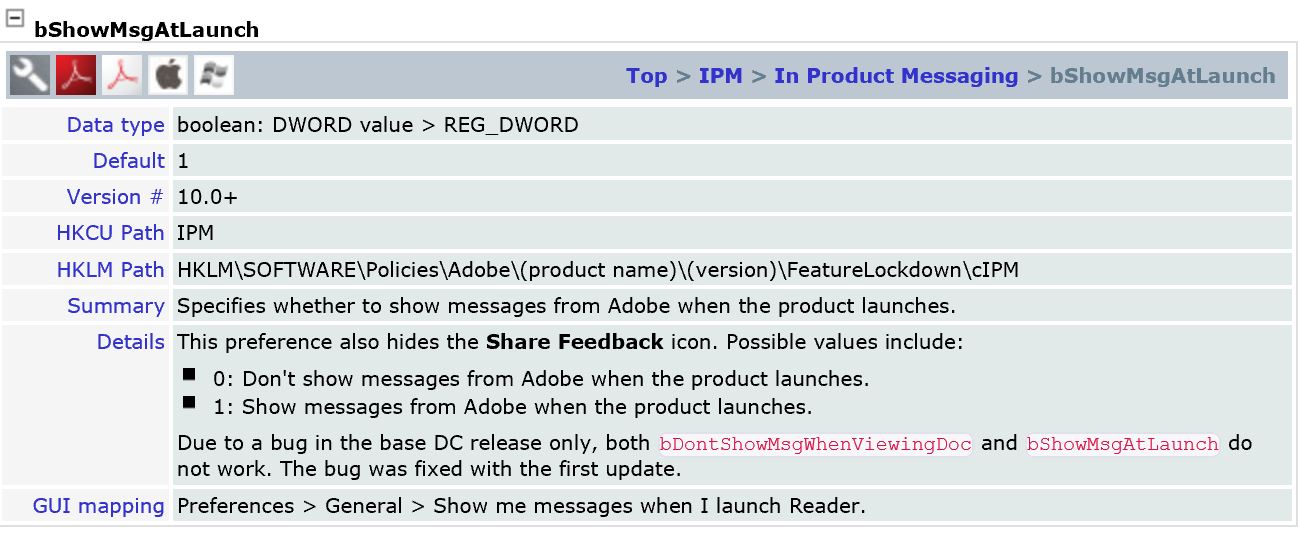 bShowMsgAtLaunch
Top > IPM > In Product Messaging > bShowMsgAtLaunch
Data type boolean: DWORD value > REG_DWORD
Default 1
Version # 10.0+
HKCU Path IPM
HKLM Path HKLM\SOFTWARE\Policies\Adobe\(product name)\(version)\FeatureLockdown\cIPM
Summary Specifies whether to show messages from Adobe when the product launches.
Details This preference also hides the Share Feedback icon. Possible values include:
■ 0: Don't show messages from Adobe when the product launches.
■ 1: Show messages from Adobe when the product launches.
Due to a bug in the base DC release only, both bDontShowMsgWhenViewingDoc and bShowMsgAtLaunch do
not work. The bug was fixed with the first update.
GUI mapping Preferences > General > Show me messages when I launch Reader.